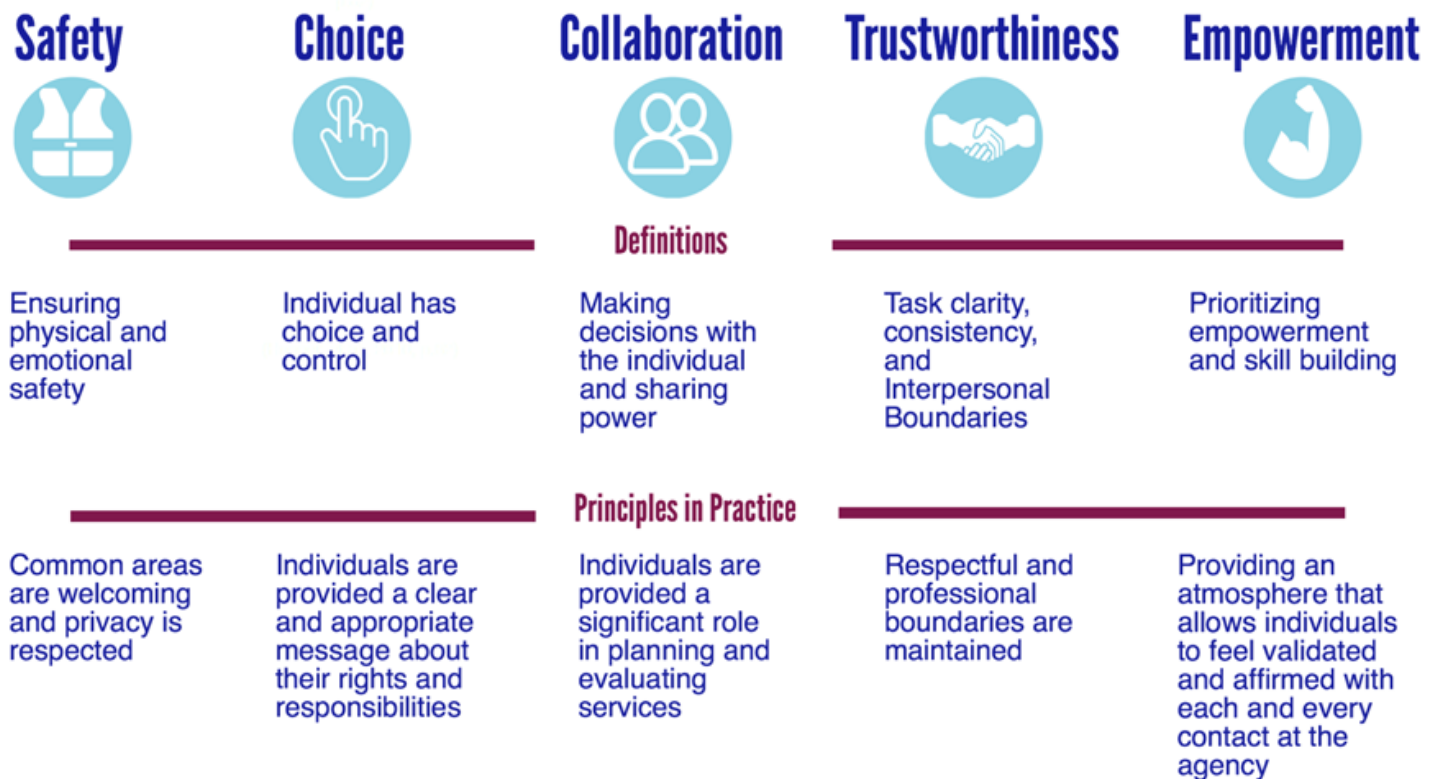 Safety
Choice
Collaboration
Trustworthiness
Empowerment
Definitions
Ensuring
physical and
emotional
safety
Individual has
choice and
control
Making
decisions with
the individual
and sharing
power
Task clarity,
consistency,
and
Interpersonal
Boundaries
Prioritizing
empowerment
and skill building
Principles in Practice
Common areas
are welcoming
and privacy is
respected
Individuals are
provided a clear
and appropriate
message about
their rights and
responsibilities
Individuals are
provided a
significant role
in planning and
evaluating
services
Respectful and
professional
boundaries are
maintained
Providing an
atmosphere that
allows individuals
to feel validated
and affirmed with
each and every
contact at the
agency